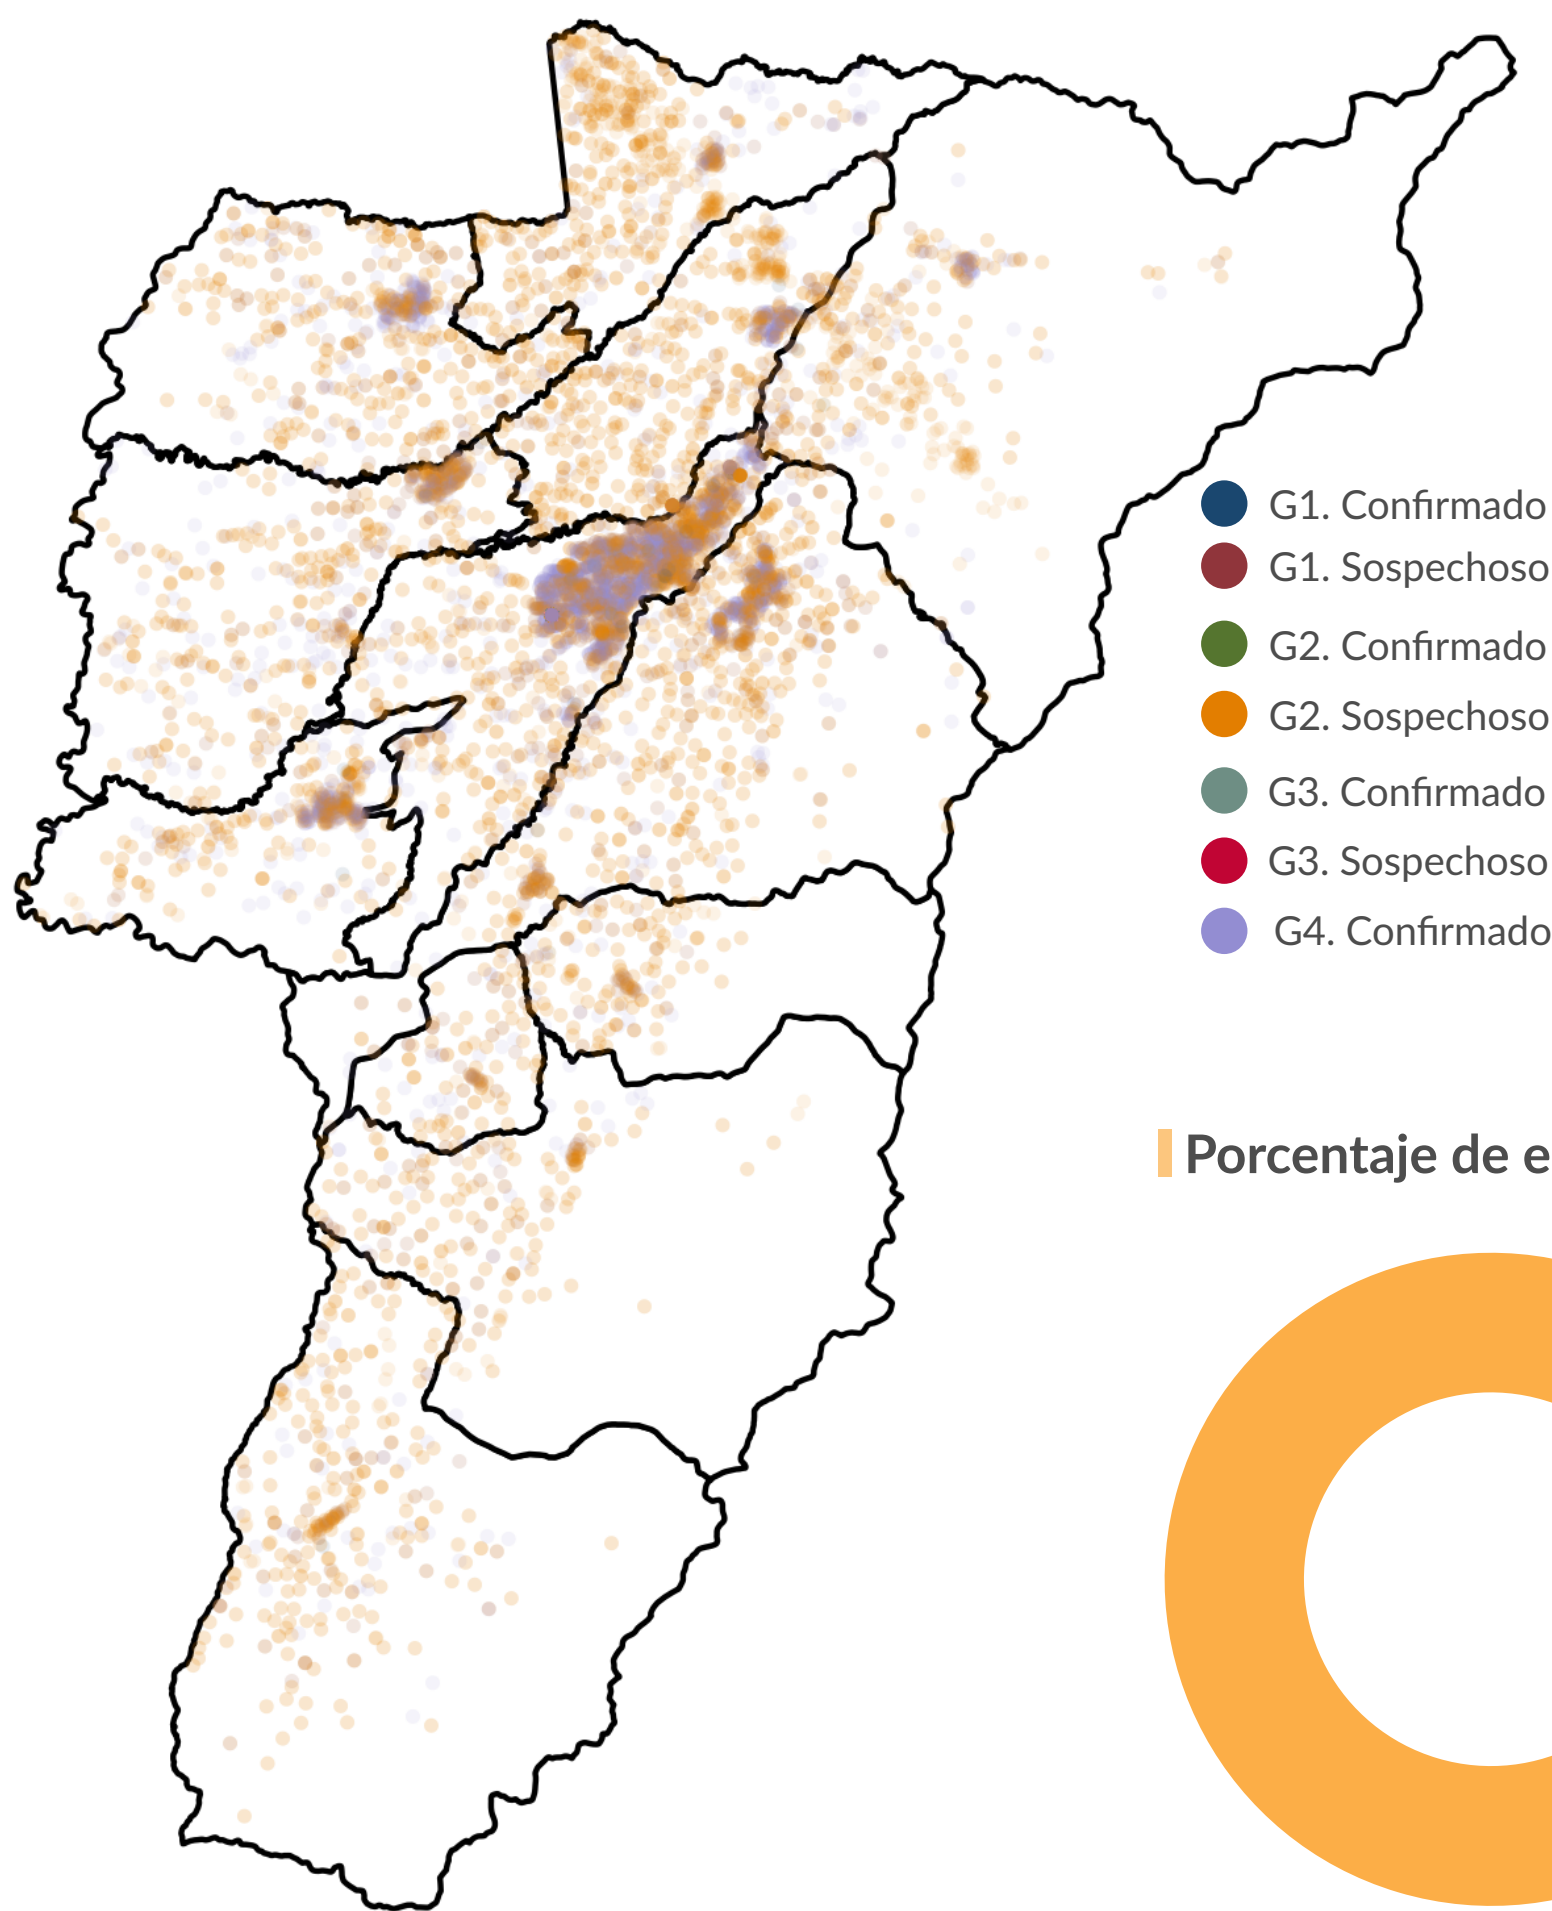 G1. Confirmado
G1. Sospechoso
G2. Confirmado
G2. Sospechoso
G3. Confirmado
G3. Sospechoso
G4. Confirmado
Porcentaje de e